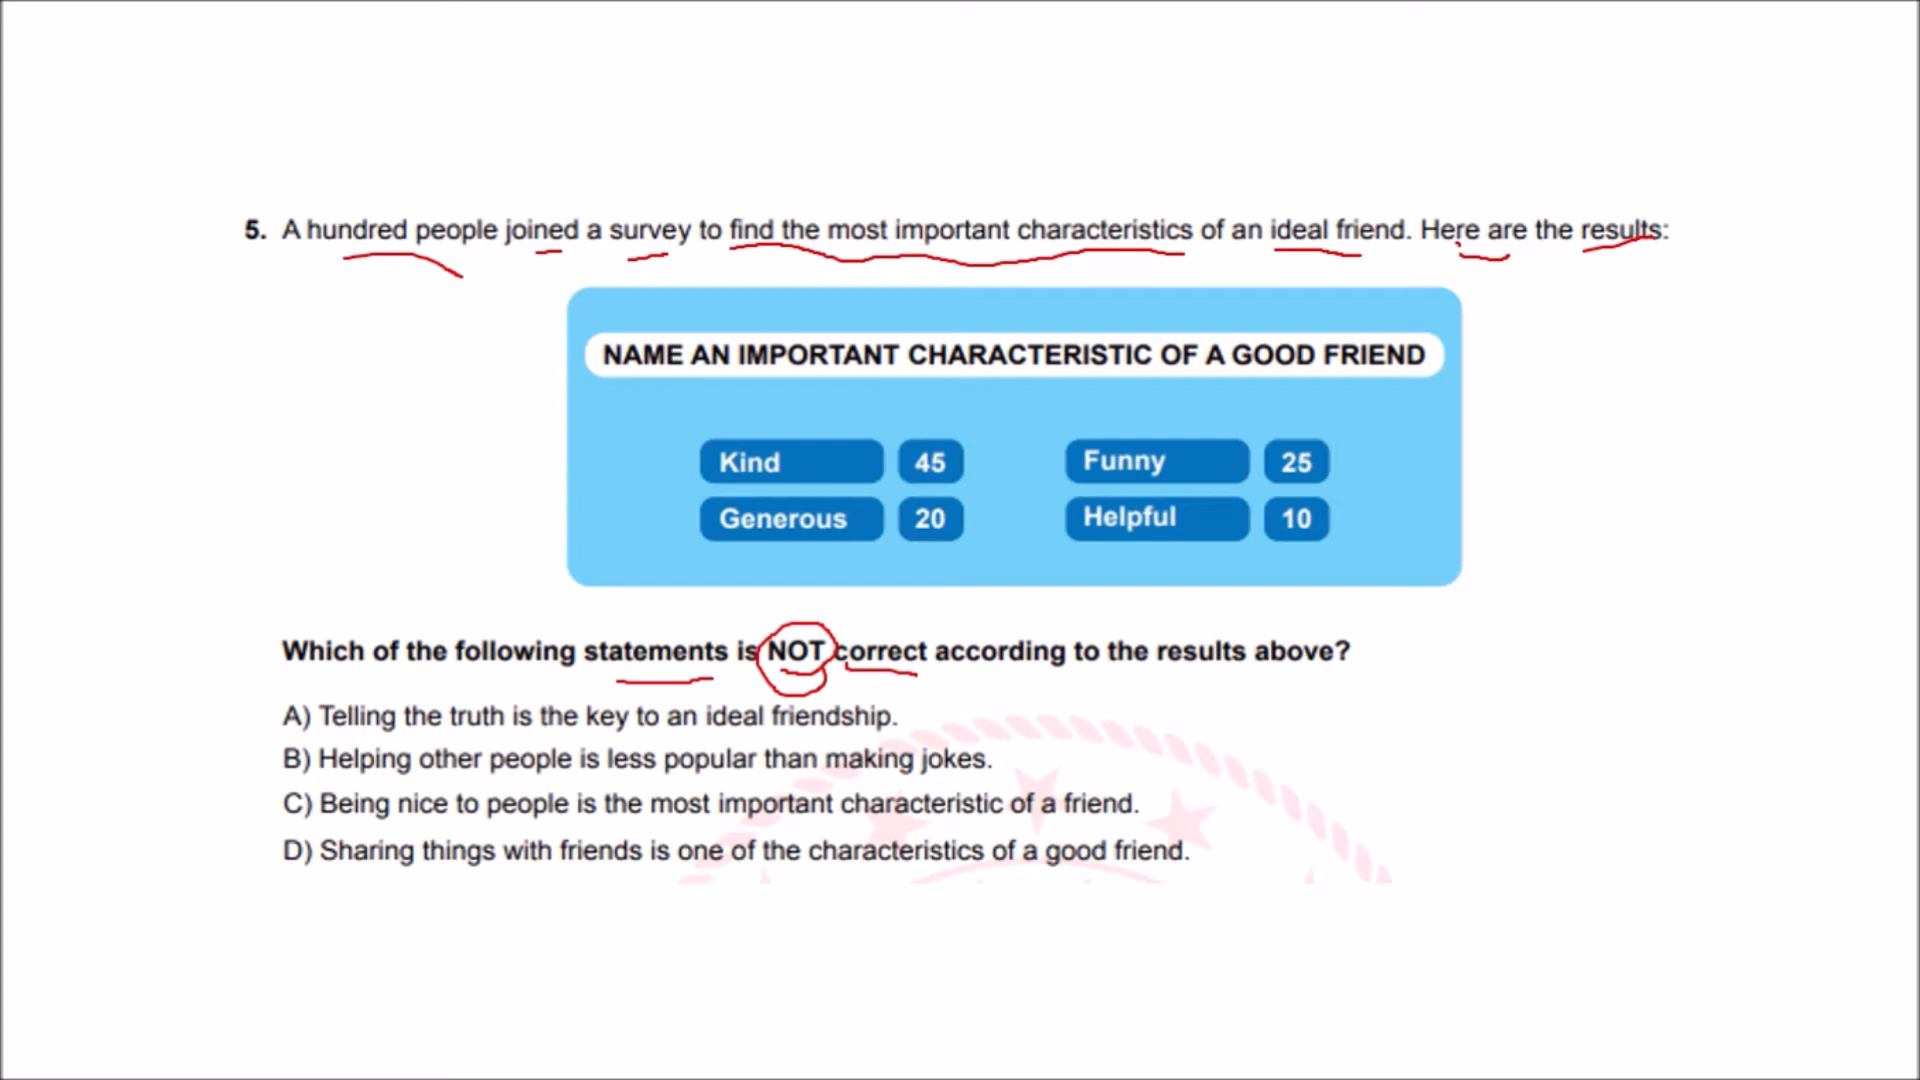 5. A hundred people joined a survey to find the most important characteristics of an ideal friend. Here are the results:
NAME AN IMPORTANT CHARACTERISTIC OF A GOOD FRIEND
Kind 45 Funny 25
Generous 20 Helpful 10
Which of the following statements is NOT correct according to the results above?
A) Telling the truth is the key to an ideal friendship.
B) Helping other people is less popular than making jokes.
C) Being nice to people is the most important characteristic of a friend.
D) Sharing things with friends is one of the characteristics of a good friend.